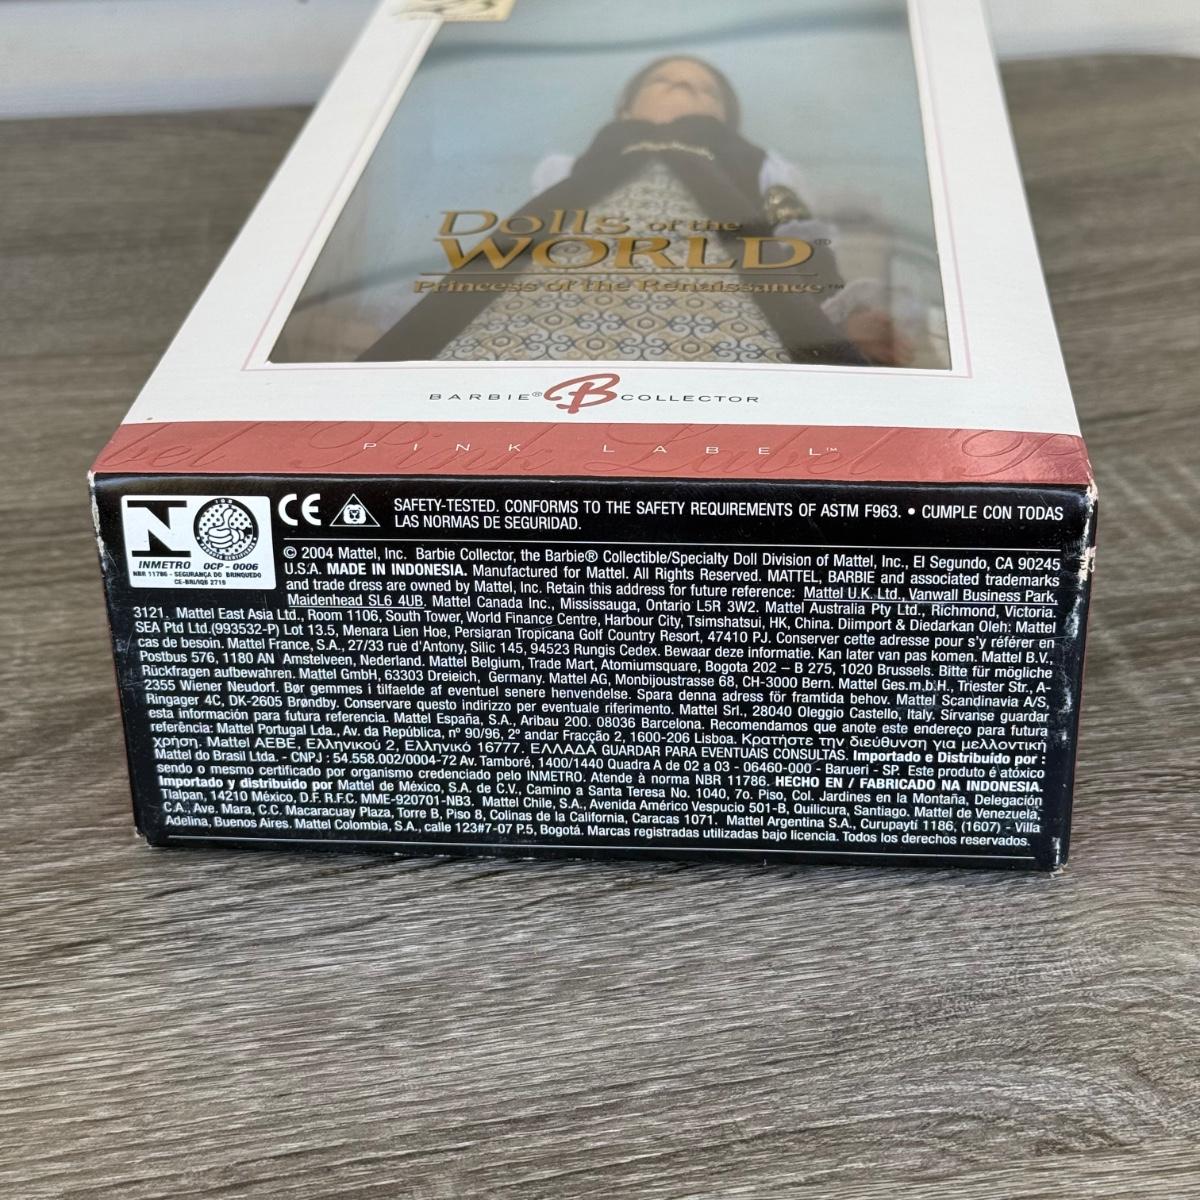 Dolls of the
WORLD®
Princess of the Renaissance™
BARBIE® B COLLECTOR
PINK LABEL™
N
INMETRO OCP - 0006
NBR 11786 - SEGURANÇA DO BRINQUEDO
CE-BRI/IQB 2719
CE SAFETY-TESTED. CONFORMS TO THE SAFETY REQUIREMENTS OF ASTM F963. • CUMPLE CON TODAS
LAS NORMAS DE SEGURIDAD.
© 2004 Mattel, Inc. Barbie Collector, the Barbie® Collectible/Specialty Doll Division of Mattel, Inc., El Segundo, CA 90245
U.S.A. MADE IN INDONESIA. Manufactured for Mattel. All Rights Reserved. MATTEL, BARBIE and associated trademarks
and trade dress are owned by Mattel, Inc. Retain this address for future reference: Mattel U.K. Ltd., Vanwall Business Park,
Maidenhead SL6 4UB. Mattel Canada Inc., Mississauga, Ontario L5R 3W2. Mattel Australia Pty Ltd., Richmond, Victoria.
3121. Mattel East Asia Ltd., Room 1106, South Tower, World Finance Centre, Harbour City, Tsimshatsui, HK, China. Diimport & Diedarkan Oleh: Mattel
SEA Ptd Ltd.(993532-P) Lot 13.5, Menara Lien Hoe, Persiaran Tropicana Golf Country Resort, 47410 PJ. Conserver cette adresse pour s'y référer en
cas de besoin. Mattel France, S.A., 27/33 rue d'Antony, Silic 145, 94523 Rungis Cedex. Bewaar deze informatie. Kan later van pas komen. Mattel B.V.,
Postbus 576, 1180 AN Amstelveen, Nederland. Mattel Belgium, Trade Mart, Atomiumsquare, Bogota 202 – B 275, 1020 Brussels. Bitte für mögliche
Rückfragen aufbewahren. Mattel GmbH, 63303 Dreieich, Germany. Mattel AG, Monbijoustrasse 68, CH-3000 Bern. Mattel Ges.m.b.H., Triester Str., A-
2355 Wiener Neudorf. Bør gemmes i tilfaelde af eventuel senere henvendelse. Spara denna adress för framtida behov. Mattel Scandinavia A/S,
Ringager 4C, DK-2605 Brøndby. Conservare questo indirizzo per eventuale riferimento. Mattel Srl., 28040 Oleggio Castello, Italy. Sírvanse guardar
esta información para futura referencia. Mattel España, S.A., Aribau 200. 08036 Barcelona. Recomendamos que anote este endereço para futura
referência: Mattel Portugal Lda., Av. da República, nº 90/96, 2º andar Fracção 2, 1600-206 Lisboa. Κρατήστε την διεύθυνση για μελλοντική
χρήση. Mattel AEBE, Ελληνικού 2, Ελληνικό 16777. ΕΛΛΑΔΑ GUARDAR PARA EVENTUAIS CONSULTAS. Importado e Distribuído por :
Mattel do Brasil Ltda. - CNPJ : 54.558.002/0004-72 Av. Tamboré, 1400/1440 Quadra A de 02 a 03 - 06460-000 - Barueri - SP. Este produto é atóxico
sendo o mesmo certificado por organismo credenciado pelo INMETRO. Atende à norma NBR 11786. HECHO EN / FABRICADO NA INDONESIA.
Importado y distribuido por Mattel de México, S.A. de C.V., Camino a Santa Teresa No. 1040, 7o. Piso, Col. Jardines en la Montaña, Delegación
Tlalpan, 14210 México, D.F. R.F.C. MME-920701-NB3. Mattel Chile, S.A., Avenida Américo Vespucio 501-B, Quilicura, Santiago. Mattel de Venezuela,
C.A., Ave. Mara, C.C. Macaracuay Plaza, Torre B, Piso 8, Colinas de la California, Caracas 1071. Mattel Argentina S.A., Curupaytí 1186, (1607) - Villa
Adelina, Buenos Aires. Mattel Colombia, S.A., calle 123#7-07 P.5, Bogotá. Marcas registradas utilizadas bajo licencia. Todos los derechos reservados.